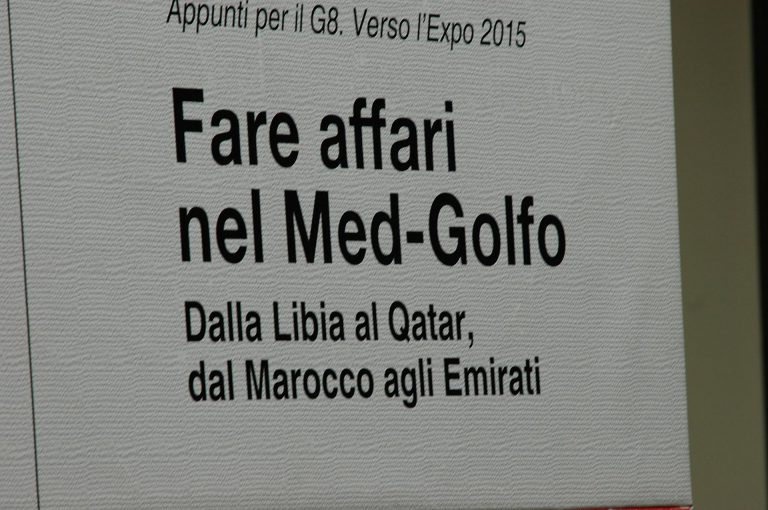 Appunti per il G8. Verso l'Expo 2015
Fare affari
nel Med-Golfo
Dalla Libia al Qatar,
dal Marocco agli Emirati